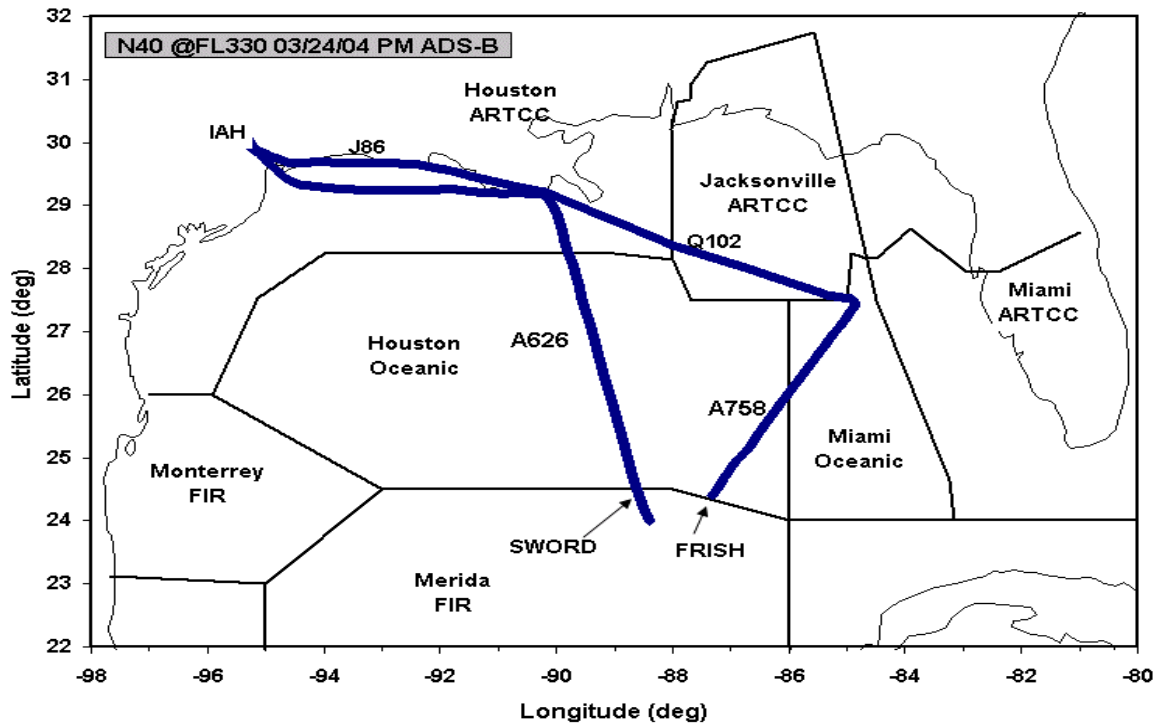 N40 @FL330 03/24/04 PM ADS-B
32
31
30
29
28
27
26
25
24
23
22
Latitude (deg)
Houston
ARTCC
IAH
J86
Jacksonville
ARTCC
Q102
Miami
ARTCC
A626
Houston
Oceanic
A758
Miami
Oceanic
Monterrey
FIR
SWORD
FRISH
Merida
FIR
-98
-96
-94
-92
-90
-88
-86
-84
-82
-80
Longitude (deg)